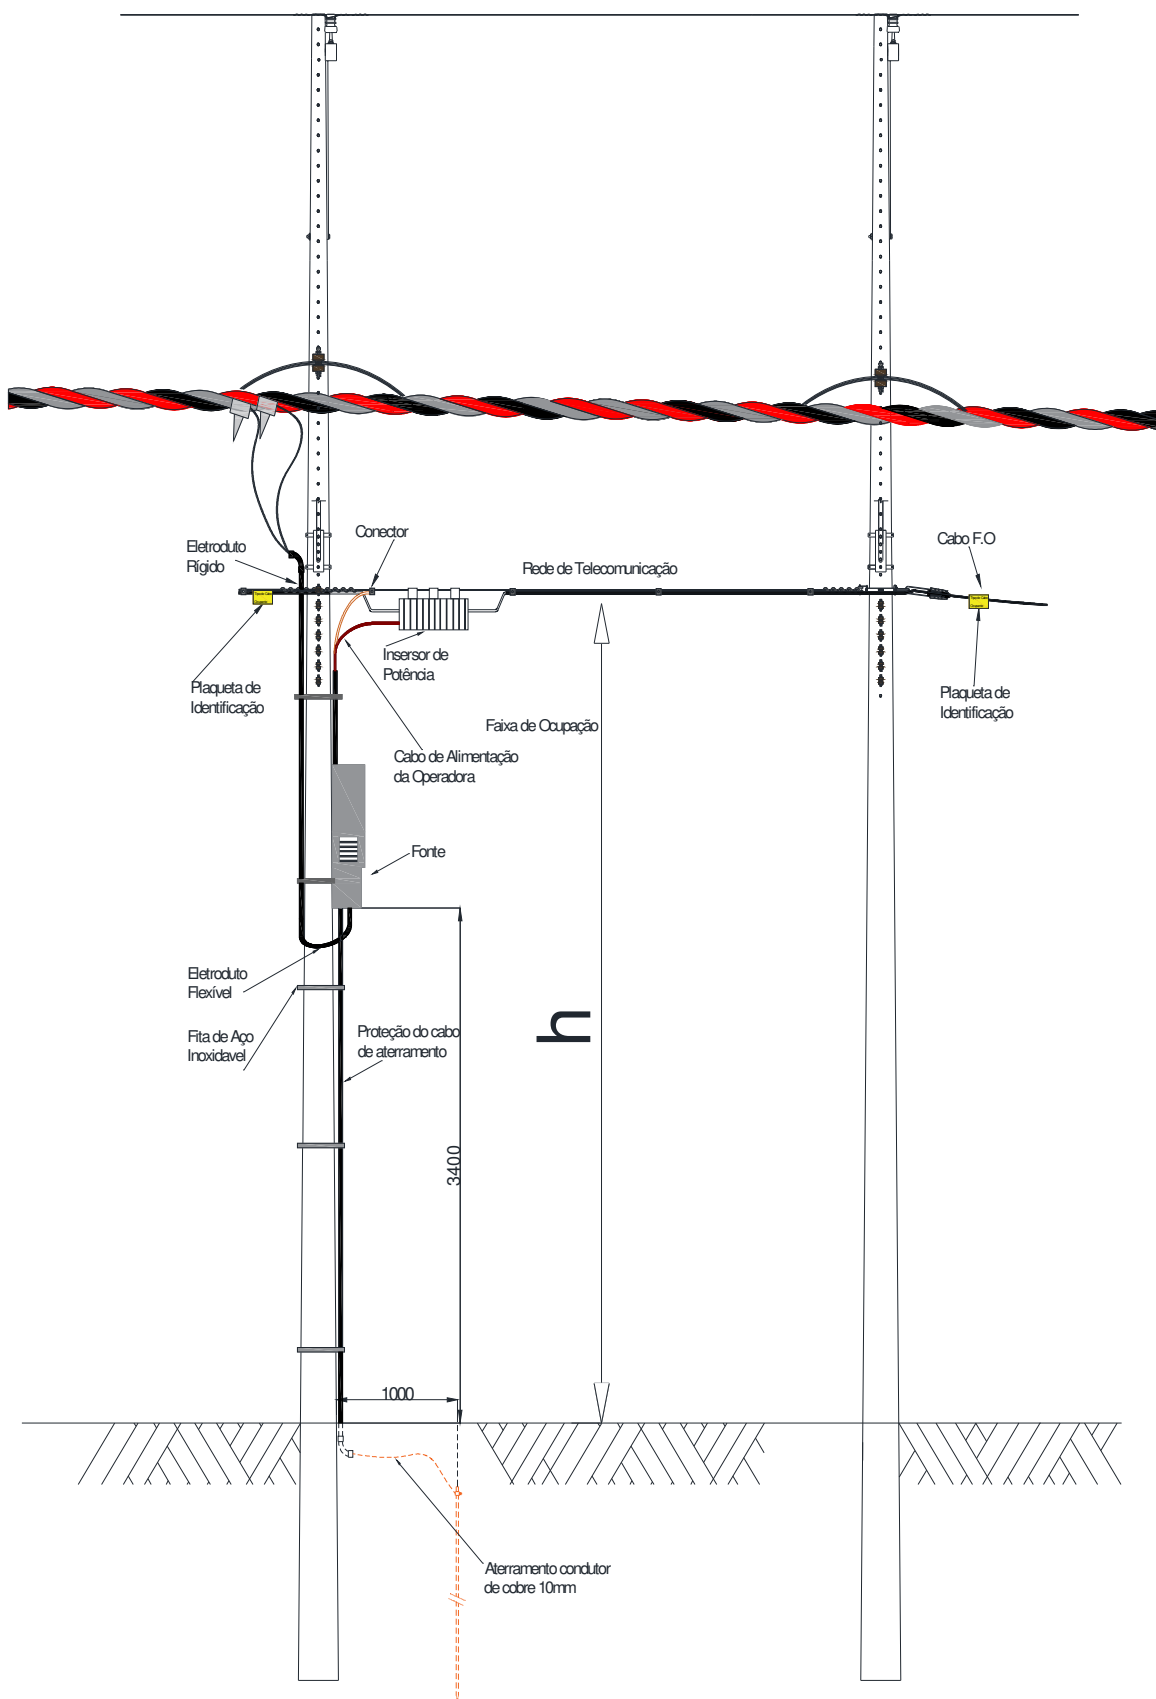 Conector
Eletroduto
Rígido
Cabo F.O
Rede de Telecomunicação
Insersor de
Potência
Plaqueta de
Identificação
Plaqueta de
Identificação
Faixa de Ocupação
Cabo de Alimentação
da Operadora
Fonte
Eletroduto
Flexível
h
Fita de Aço
Inoxidavel
Proteção do cabo
de aterramento
3400
1000
Aterramento condutor
de cobre 10mm